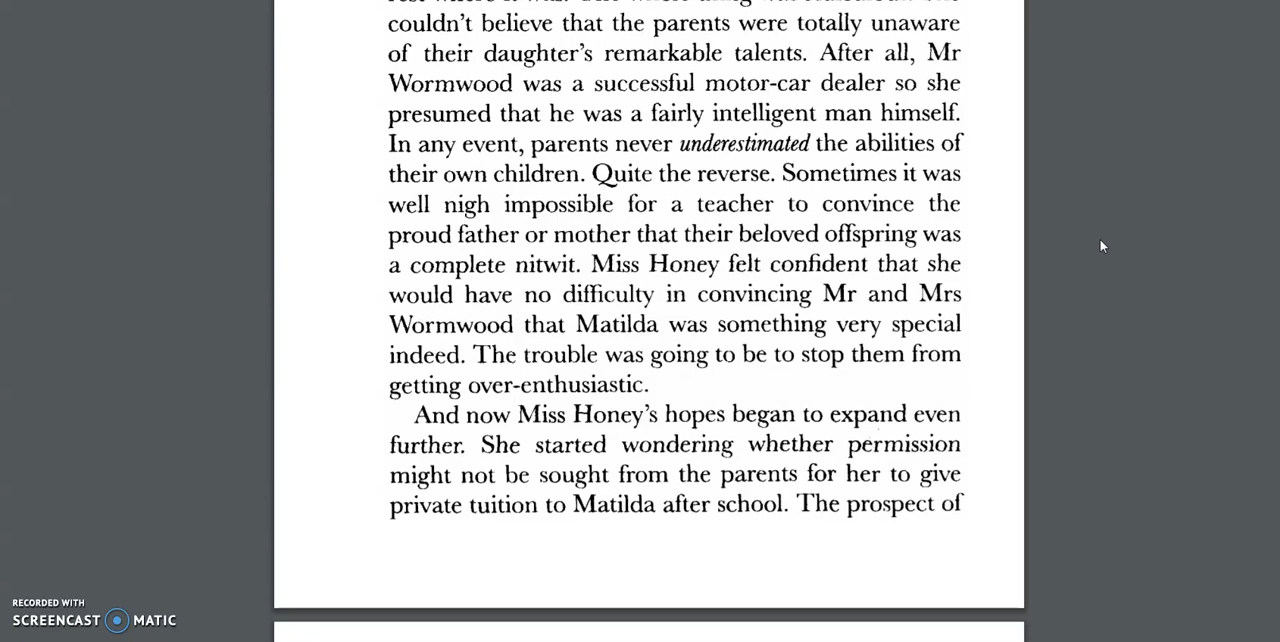 couldn't believe that the parents were totally unaware
of their daughter's remarkable talents. After all, Mr
Wormwood was a successful motor-car dealer so she
presumed that he was a fairly intelligent man himself.
In any event, parents never underestimated the abilities of
their own children. Quite the reverse. Sometimes it was
well nigh impossible for a teacher to convince the
proud father or mother that their beloved offspring was
a complete nitwit. Miss Honey felt confident that she
would have no difficulty in convincing Mr and Mrs
Wormwood that Matilda was something very special
indeed. The trouble was going to be to stop them from
getting over-enthusiastic.
And now Miss Honey's hopes began to expand even
further. She started wondering whether permission
might not be sought from the parents for her to give
private tuition to Matilda after school. The prospect of
RECORDED WITH
SCREENCAST MATIC